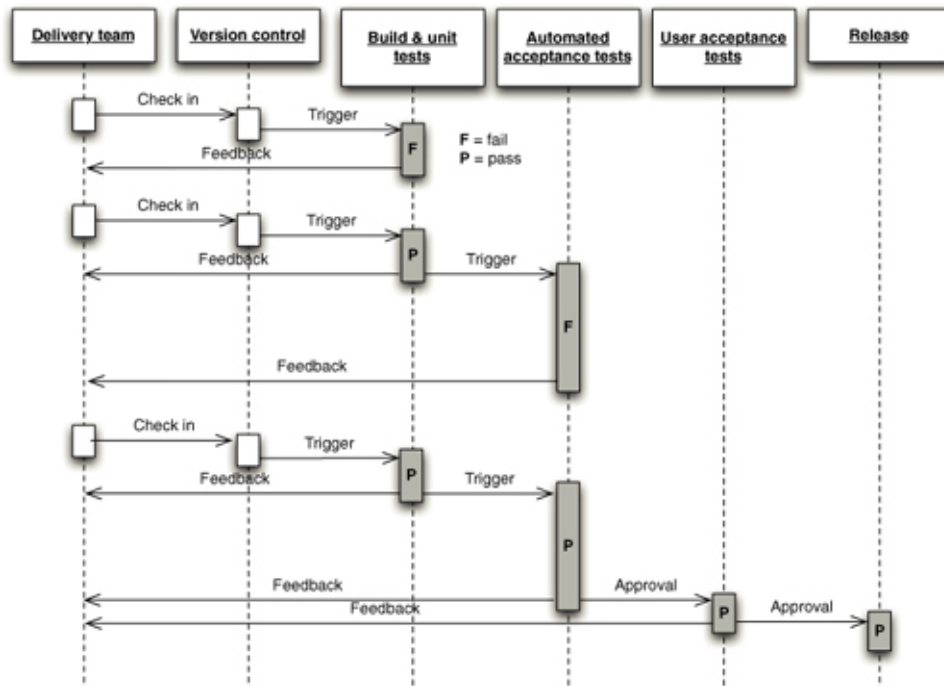 Delivery team
Version control
Build & unit
tests
Automated
acceptance tests
User acceptance
tests
Release
Check in
Trigger
F
F = fail
P = pass
Feedback
Check in
Trigger
P
Feedback
Trigger
F
Feedback
Check in
Trigger
P
Feedback
Trigger
P
Feedback
Approval
Feedback
P
Approval
P